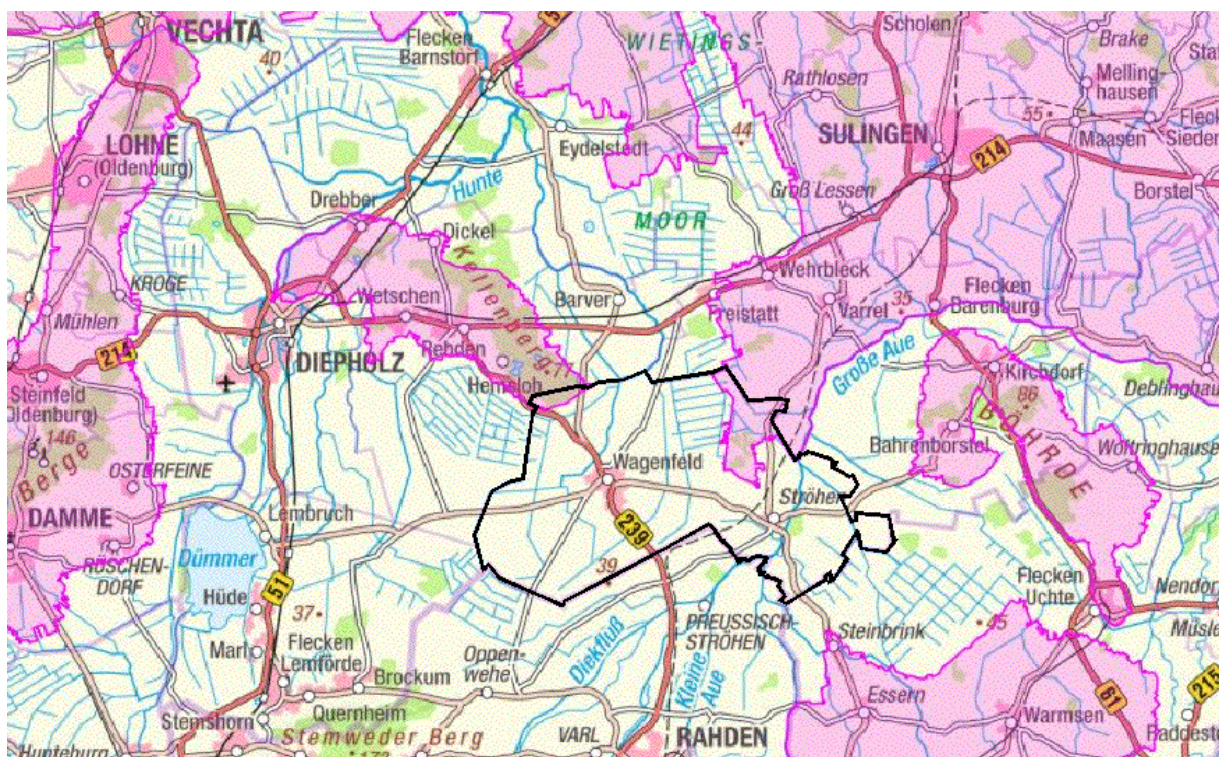 VECHTA
Flecken
Barnstorf
40
WIETINGS
Scholen
Brake
Melling-
hausen
Rathlosen
SULINGEN
55
Maasen
44
214
Borstel
LOHNE
(Oldenburg)
Eydelstedt
Hunte
Groß Lessen
Drebber
Dickel
MOOR
KROGE
Wetschen
Kellenberg
Barver
Wehrbleck
Freistatt
Varrel
35
Flecken
Barenburg
Mühlen
214
DIEPHOLZ
Rehden
Hemsloh
Große Aue
Kirchdorf
86
Steinfeld
146
Berge
OSTERFEINE
Wagenfeld
Bahrenborstel
BÖHRDE
DAMME
Lembruch
Ströhen
239
RÜSCHEN-
DORF
Dümmer
51
39
Hüde
37
Marl
Flecken
Lemförde
Oppen-
wehe
Diekfluß
PREUSSISCH-
STRÖHEN
Kleine
Aue
Steinbrink
45
Flecken
Uchte
Brockum
Quernheim
Stemshorn
Stemweder Berg
VARL
RAHDEN
Essern
Warmsen
61
215